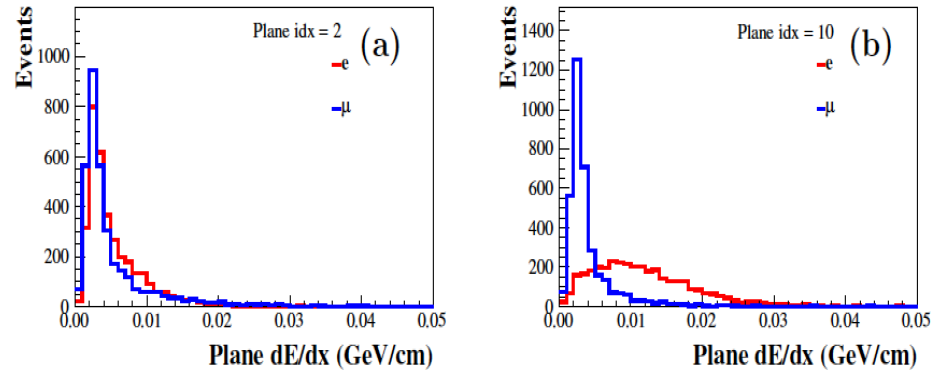 Events
1000
800
600
400
200
0
Plane idx = 2
(a)
e
μ
0.00 0.01 0.02 0.03 0.04 0.05
Plane dE/dx (GeV/cm)
Events
1400
1200
1000
800
600
400
200
0
Plane idx = 10
(b)
e
μ
0.00 0.01 0.02 0.03 0.04 0.05
Plane dE/dx (GeV/cm)